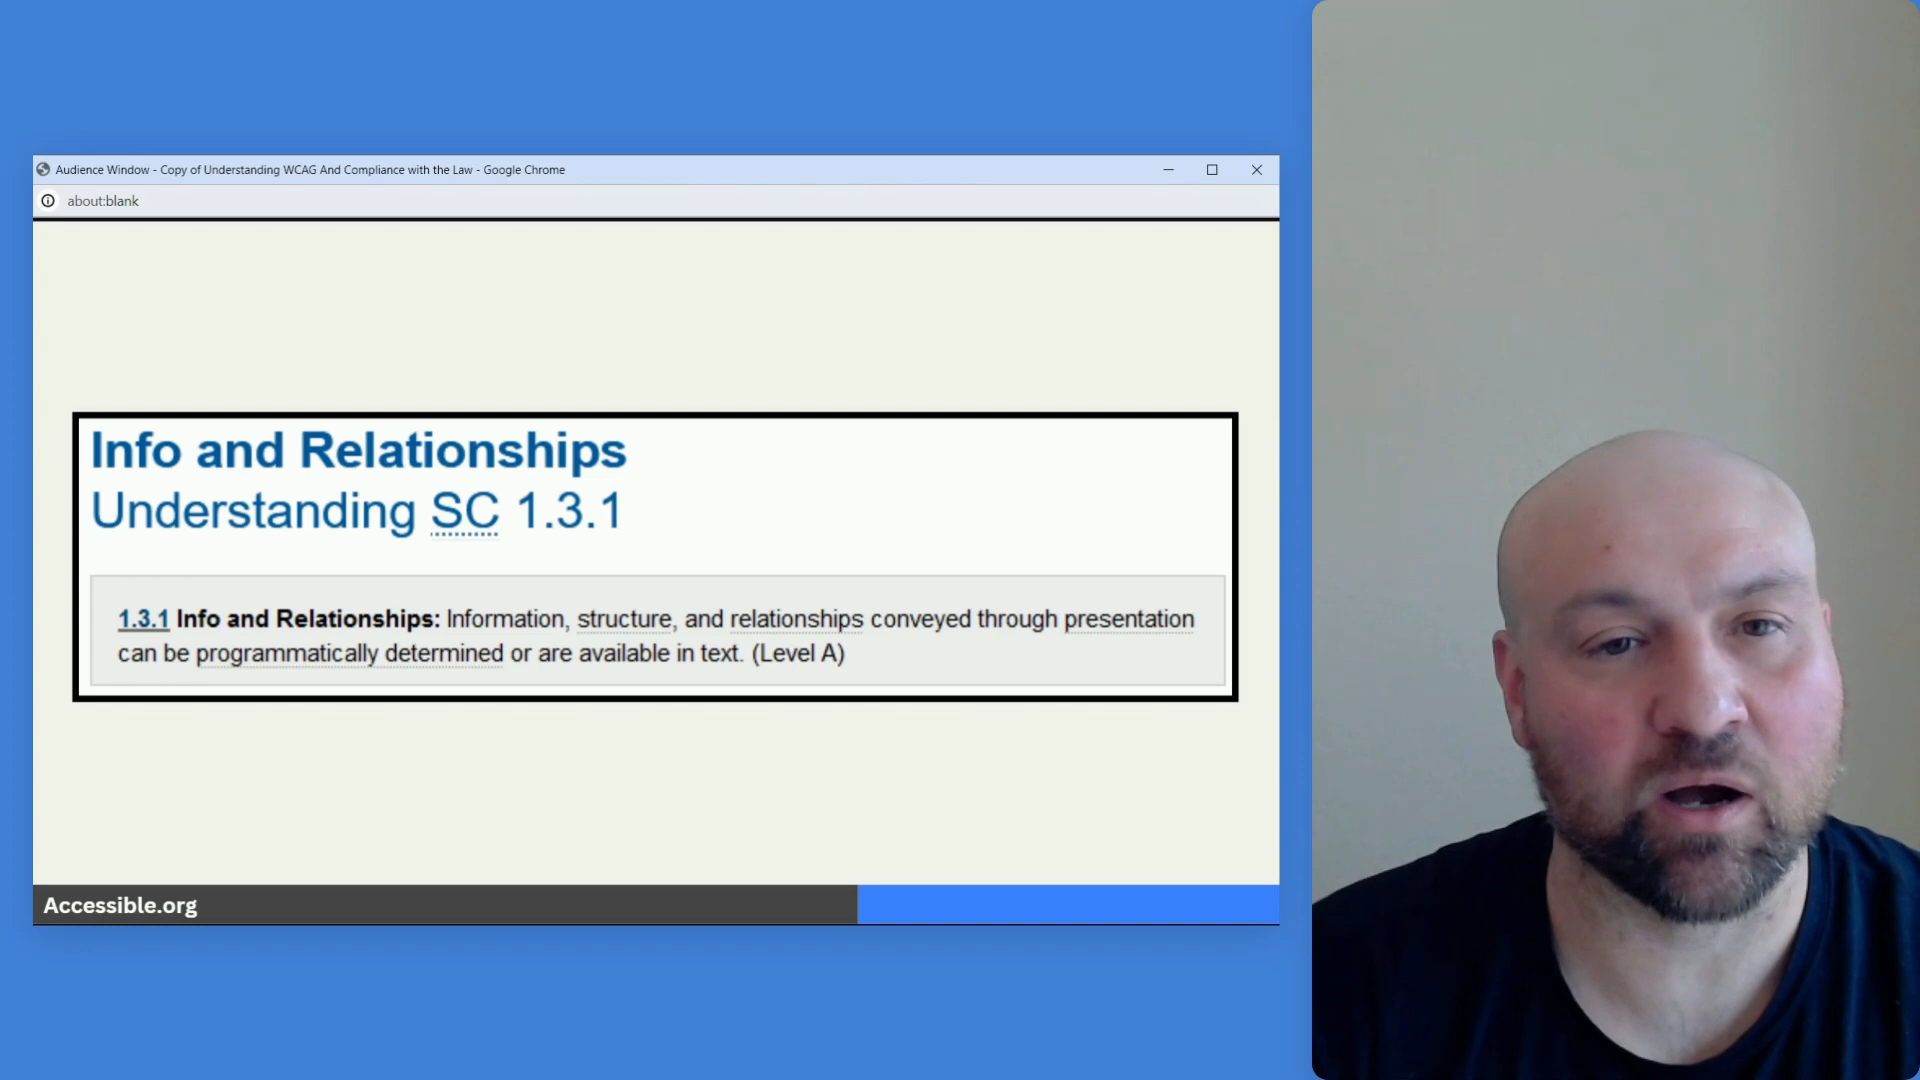 Audience Window - Copy of Understanding WCAG And Compliance with the Law - Google Chrome
about:blank
Info and Relationships
Understanding SC 1.3.1
1.3.1 Info and Relationships: Information, structure, and relationships conveyed through presentation
can be programmatically determined or are available in text. (Level A)
Accessible.org